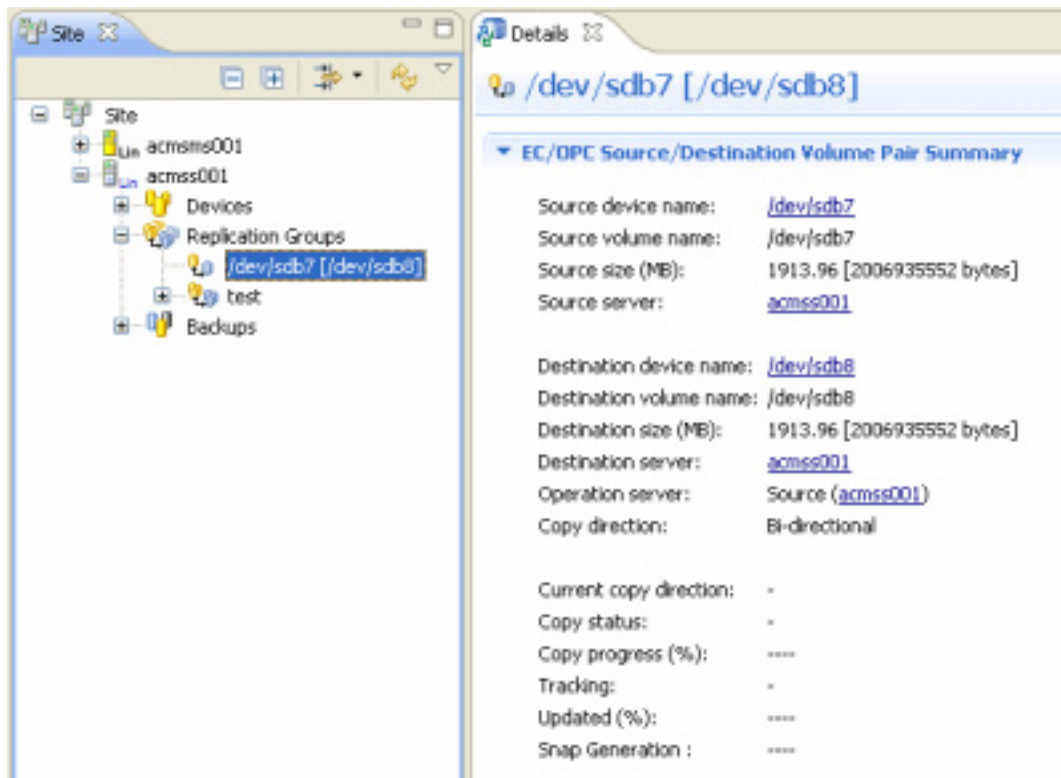 Site
Site
Lin acmsms001
Lin acmss001
Devices
Replication Groups
/dev/sdb7 [/dev/sdb8]
test
Backups
Details
/dev/sdb7 [/dev/sdb8]
EC/OPC Source/Destination Volume Pair Summary
Source device name: /dev/sdb7
Source volume name: /dev/sdb7
Source size (MB): 1913.96 [2006935552 bytes]
Source server: acmss001
Destination device name: /dev/sdb8
Destination volume name: /dev/sdb8
Destination size (MB): 1913.96 [2006935552 bytes]
Destination server: acmss001
Operation server: Source (acmss001)
Copy direction: Bi-directional
Current copy direction: -
Copy status: -
Copy progress (%): ----
Tracking: -
Updated (%): ----
Snap Generation : ----